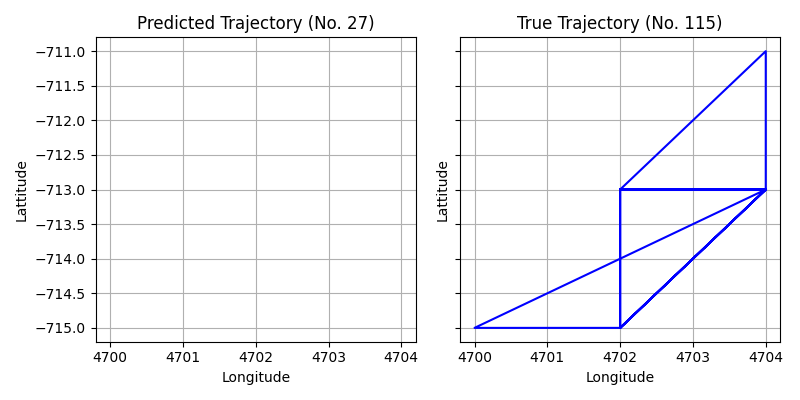 Predicted Trajectory (No. 27)
Lattitude
−711.0
−711.5
−712.0
−712.5
−713.0
−713.5
−714.0
−714.5
−715.0
4700 4701 4702 4703 4704
Longitude
True Trajectory (No. 115)
Lattitude
4700 4701 4702 4703 4704
Longitude